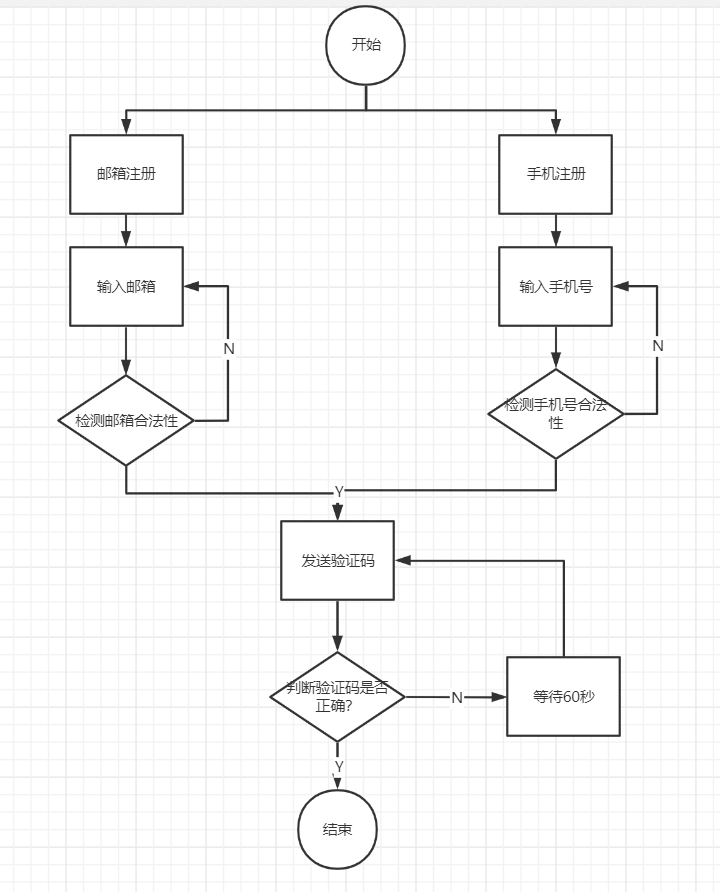 开始
邮箱注册
手机注册
输入邮箱
输入手机号
N
N
检测邮箱合法性
检测手机号合法
性
Y
发送验证码
判断验证码是否
正确?
N
等待60秒
Y
结束